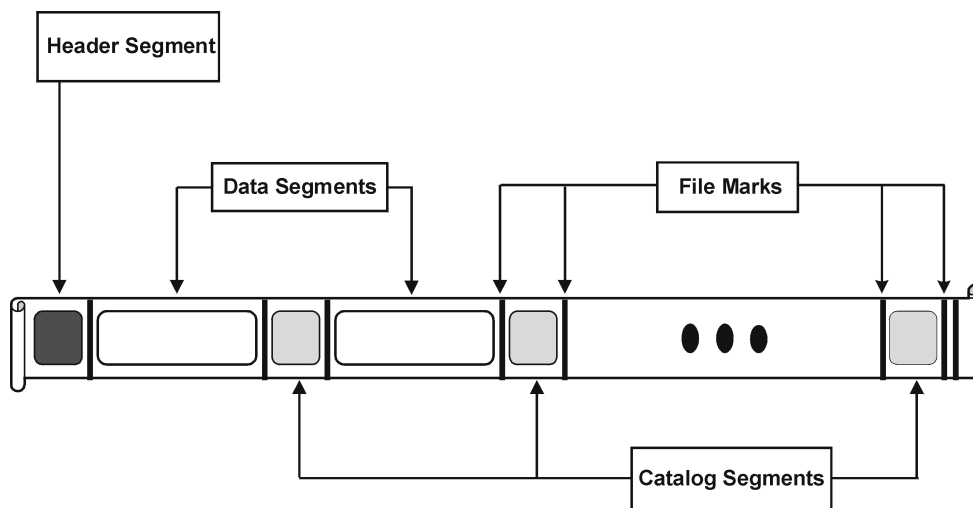 Header Segment
Data Segments
File Marks
Catalog Segments